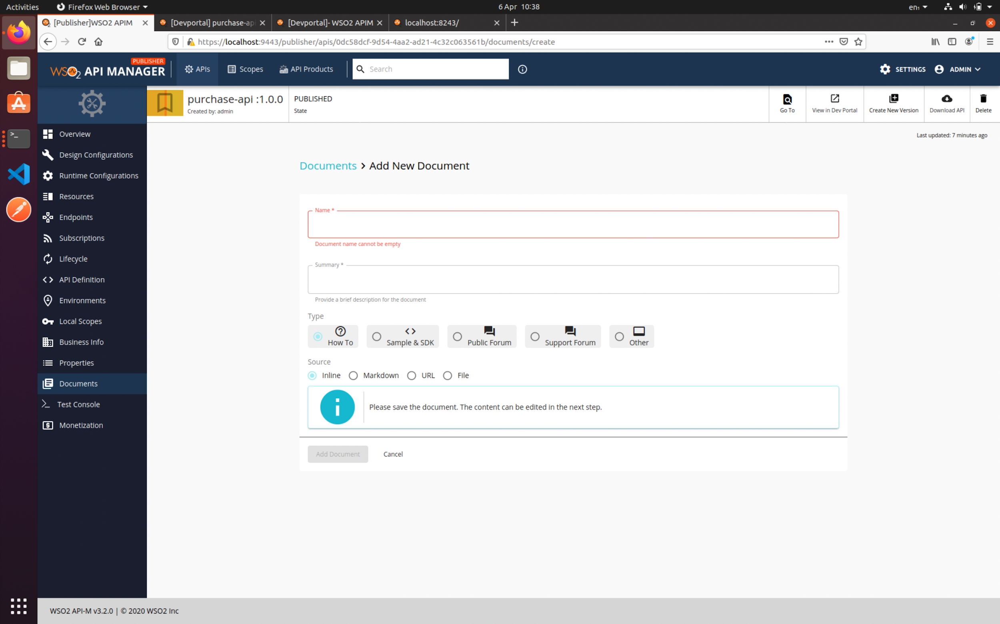 Activities Firefox Web Browser 6 Apr 10:38 en₁
[Publisher]WSO2 APIM [Devportal] purchase-api [Devportal]- WSO2 APIM localhost:8243/
https://localhost:9443/publisher/apis/0dc58dcf-9d54-4aa2-ad21-4c32c063561b/documents/create
PUBLISHER
WSO2 API MANAGER APIs Scopes API Products Search SETTINGS ADMIN
purchase-api :1.0.0 PUBLISHED
Created by: admin State Go To View in Dev Portal Create New Version Download API Delete
Last updated: 7 minutes ago
Overview
Design Configurations
Runtime Configurations
Resources
Endpoints
Subscriptions
Lifecycle
API Definition
Environments
Local Scopes
Business Info
Properties
Documents
Test Console
Monetization
Documents > Add New Document
Name *
Document name cannot be empty
Summary *
Provide a brief description for the document
Type
How To Sample & SDK Public Forum Support Forum Other
Source
Inline Markdown URL File
Please save the document. The content can be edited in the next step.
Add Document Cancel
WSO2 API-M v3.2.0 | © 2020 WSO2 Inc